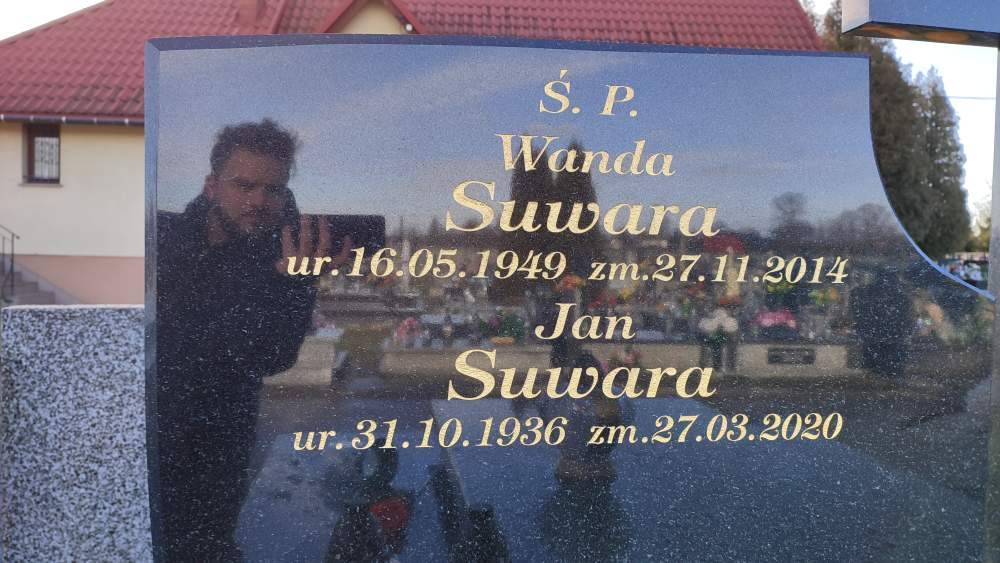 Ś. P.
Wanda
Suwara
ur.16.05.1949 zm.27.11.2014
Jan
Suwara
ur.31.10.1936 zm.27.03.2020